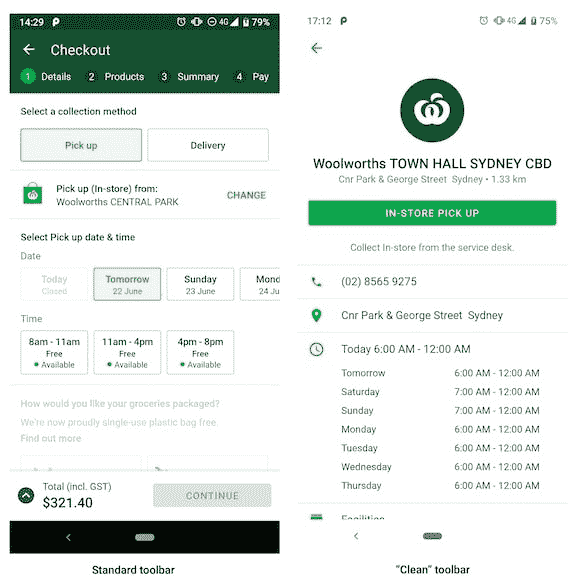 14:29 4G 79%
Checkout
1 Details 2 Products 3 Summary 4 Pay
Select a collection method
Pick up Delivery
Pick up (In-store) from:
Woolworths CENTRAL PARK
CHANGE
Select Pick up date & time
Date
Today Tomorrow Sunday Mond
Closed 22 June 23 June 24 Ju
Time
8am - 11am 11am - 4pm 4pm - 8pm
Free Free Free
Available Available Available
How would you like your groceries packaged?
We're now proudly single-use plastic bag free.
Find out more
Total (incl. GST)
$321.40
CONTINUE
Standard toolbar
17:12 4G 75%
Woolworths TOWN HALL SYDNEY CBD
Cnr Park & George Street Sydney • 1.33 km
IN-STORE PICK UP
Collect In-store from the service desk.
(02) 8565 9275
Cnr Park & George Street Sydney
Today 6:00 AM - 12:00 AM
Tomorrow 6:00 AM - 12:00 AM
Saturday 7:00 AM - 12:00 AM
Sunday 7:00 AM - 12:00 AM
Monday 6:00 AM - 12:00 AM
Tuesday 6:00 AM - 12:00 AM
Wednesday 6:00 AM - 12:00 AM
Thursday 6:00 AM - 12:00 AM
Facilities
"Clean" toolbar